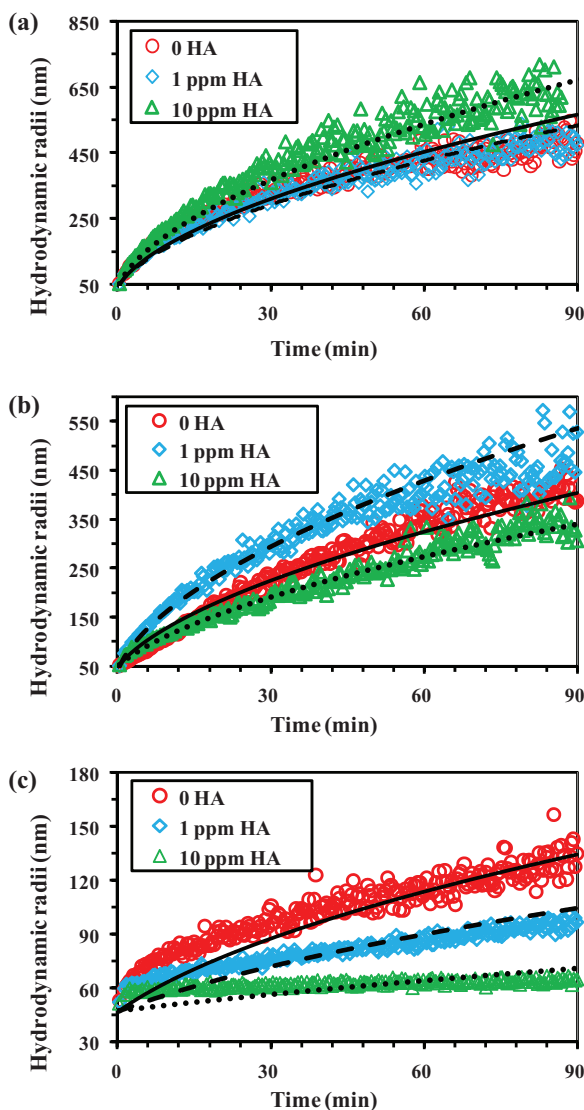 (a)
0 HA
1 ppm HA
10 ppm HA
850
650
450
250
50
0
30
60
90
Hydrodynamic radii (nm)
Time (min)
(b)
0 HA
1 ppm HA
10 ppm HA
550
450
350
250
150
50
0
30
60
90
Hydrodynamic radii (nm)
Time (min)
(c)
0 HA
1 ppm HA
10 ppm HA
180
150
120
90
60
30
0
30
60
90
Hydrodynamic radii (nm)
Time (min)